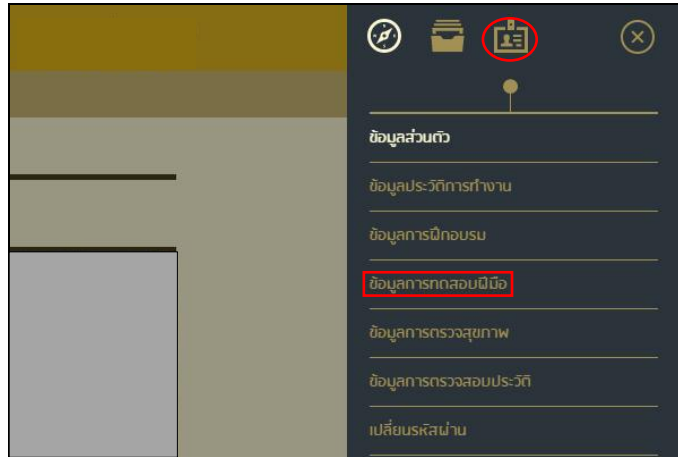 ข้อมูลส่วนตัว
ข้อมูลประวัติการทำงาน
ข้อมูลการฝึกอบรม
ข้อมูลการทดสอบฝีมือ
ข้อมูลการตรวจสุขภาพ
ข้อมูลการตรวจสอบประวัติ
เปลี่ยนรหัสผ่าน